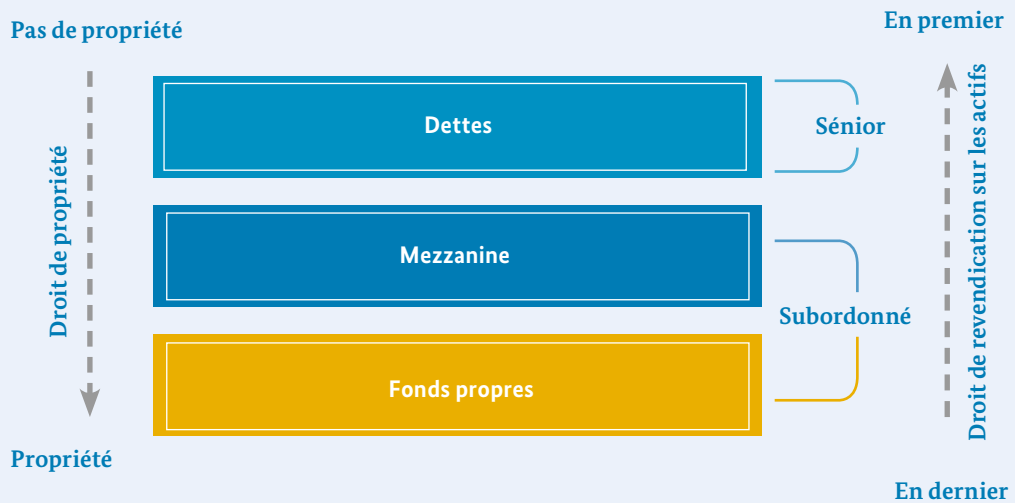 Pas de propriété
En premier
Dettes
Sénior
Droit de propriété
Droit de revendication sur les actifs
Mezzanine
Subordonné
Fonds propres
Propriété
En dernier